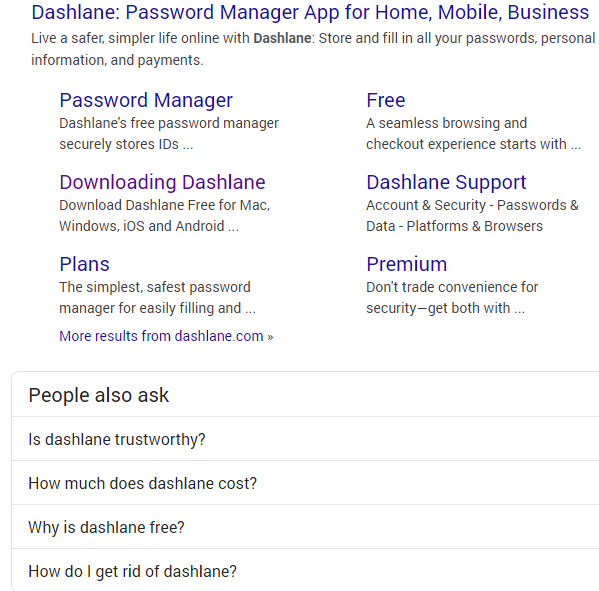 Dashlane: Password Manager App for Home, Mobile, Business
Live a safer, simpler life online with Dashlane: Store and fill in all your passwords, personal
information, and payments.
Password Manager
Dashlane's free password manager
securely stores IDs ...
Free
A seamless browsing and
checkout experience starts with ...
Downloading Dashlane
Download Dashlane Free for Mac,
Windows, iOS and Android ...
Dashlane Support
Account & Security - Passwords &
Data - Platforms & Browsers
Plans
The simplest, safest password
manager for easily filling and ...
Premium
Don't trade convenience for
security—get both with ...
More results from dashlane.com »
People also ask
Is dashlane trustworthy?
How much does dashlane cost?
Why is dashlane free?
How do I get rid of dashlane?